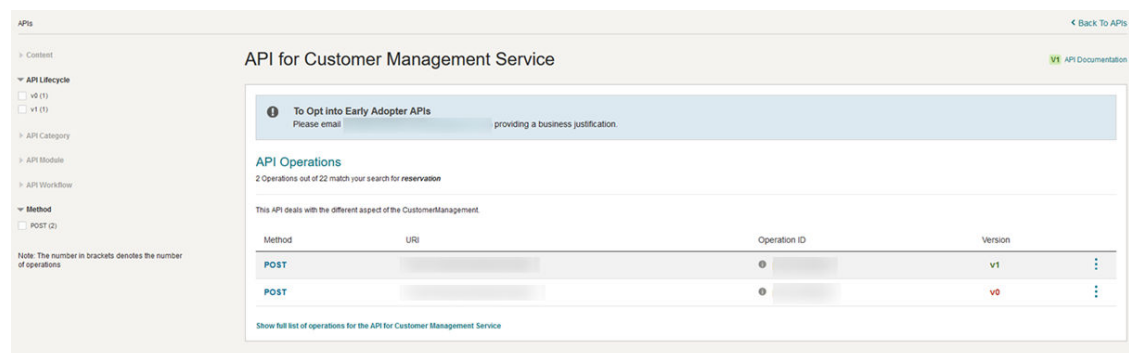 APIs
Back To APIs
Content
API Lifecycle
v0 (1)
v1 (1)
API Category
API Module
API Workflow
Method
POST (2)
Note: The number in brackets denotes the number
of operations
API for Customer Management Service
V1 API Documentation
To Opt into Early Adopter APIs
Please email providing a business justification.
API Operations
2 Operations out of 22 match your search for reservation
This API deals with the different aspect of the CustomerManagement.
Method URI Operation ID Version
POST v1
POST v0
Show full list of operations for the API for Customer Management Service